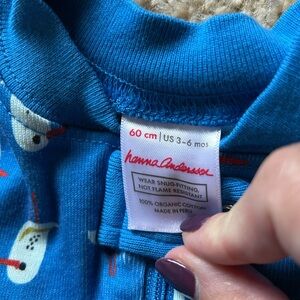 60 cm | US 3-6 mos
hanna andersson
WEAR SNUG-FITTING,
NOT FLAME RESISTANT
100% ORGANIC COTTON
MADE IN PERU